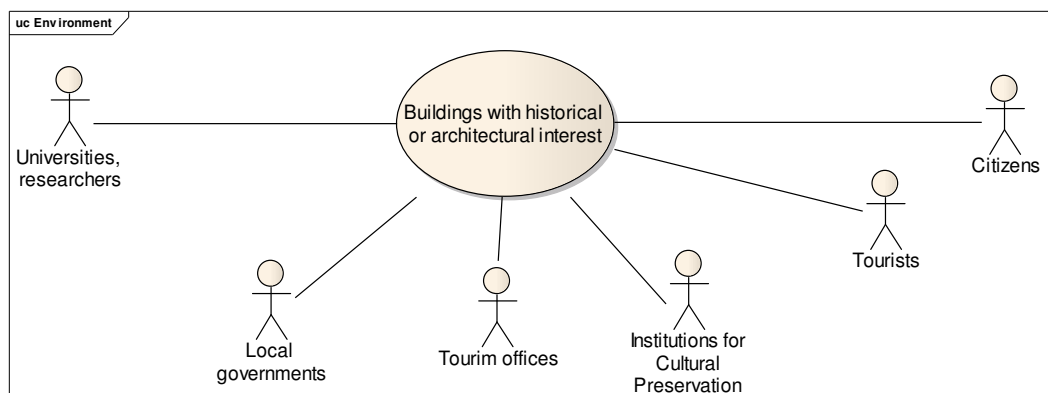 uc Environment
Buildings with historical
or architectural interest
Universities,
researchers
Citizens
Tourists
Local
governments
Tourim offices
Institutions for
Cultural
Preservation